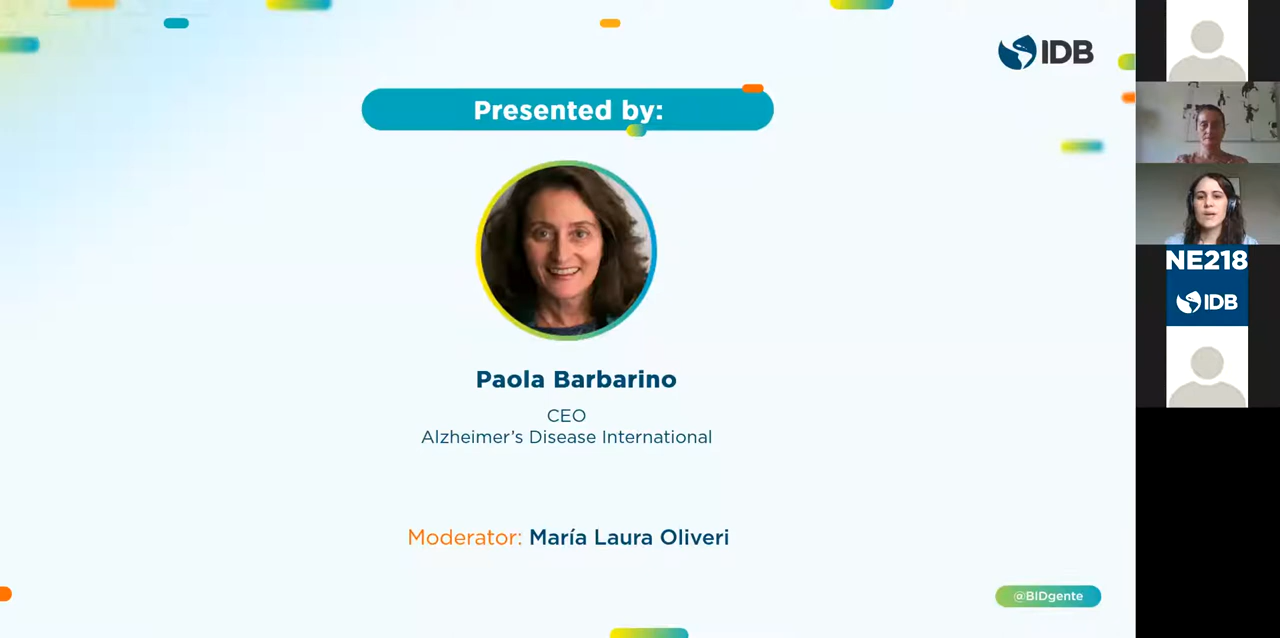 IDB
Presented by:
Paola Barbarino
CEO
Alzheimer's Disease International
Moderator: María Laura Oliveri
@BIDgente
NE218
IDB